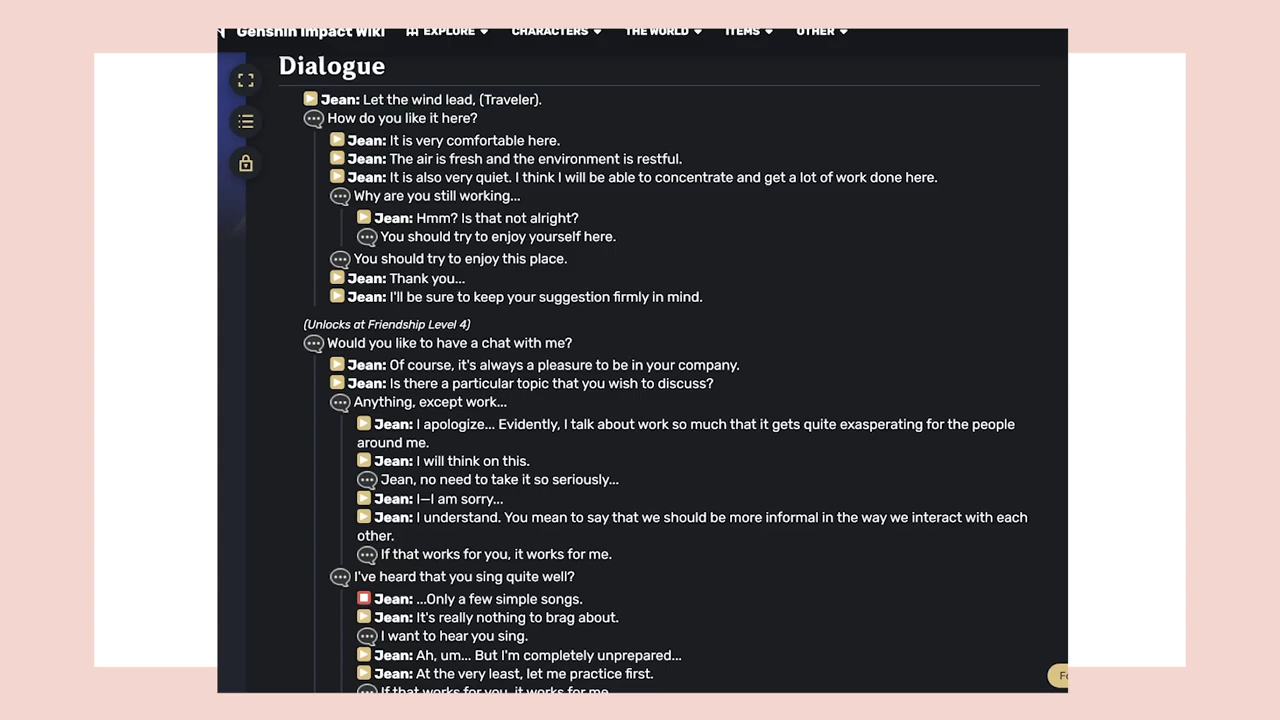 Genshin Impact Wiki
EXPLORE
CHARACTERS
THE WORLD
ITEMS
OTHER
Dialogue
Jean: Let the wind lead, (Traveler).
How do you like it here?
Jean: It is very comfortable here.
Jean: The air is fresh and the environment is restful.
Jean: It is also very quiet. I think I will be able to concentrate and get a lot of work done here.
Why are you still working...
Jean: Hmm? Is that not alright?
You should try to enjoy yourself here.
You should try to enjoy this place.
Jean: Thank you...
Jean: I'll be sure to keep your suggestion firmly in mind.
(Unlocks at Friendship Level 4)
Would you like to have a chat with me?
Jean: Of course, it's always a pleasure to be in your company.
Jean: Is there a particular topic that you wish to discuss?
Anything, except work...
Jean: I apologize... Evidently, I talk about work so much that it gets quite exasperating for the people
around me.
Jean: I will think on this.
Jean, no need to take it so seriously...
Jean: I—I am sorry...
Jean: I understand. You mean to say that we should be more informal in the way we interact with each
other.
If that works for you, it works for me.
I've heard that you sing quite well?
Jean: ...Only a few simple songs.
Jean: It's really nothing to brag about.
I want to hear you sing.
Jean: Ah, um... But I'm completely unprepared...
Jean: At the very least, let me practice first.
If that works for you, it works for me.